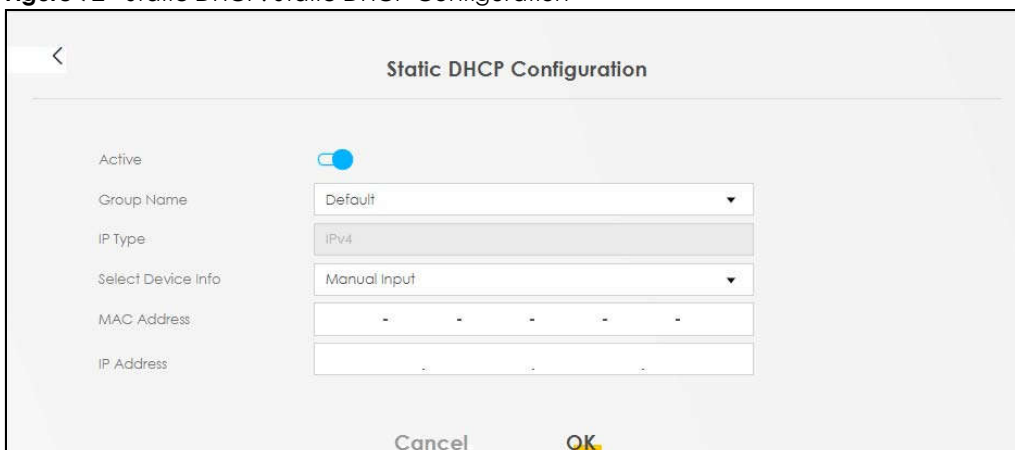 Static DHCP Configuration
Active
Group Name Default
IP Type IPv4
Select Device Info Manual Input
MAC Address - - - - -
IP Address . . .
Cancel OK